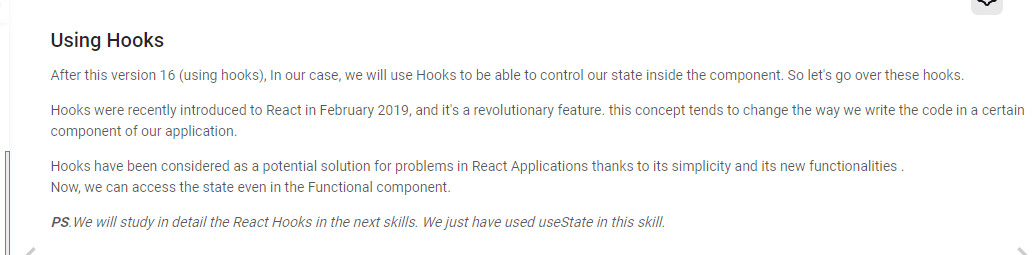 Using Hooks
After this version 16 (using hooks), In our case, we will use Hooks to be able to control our state inside the component. So let's go over these hooks.
Hooks were recently introduced to React in February 2019, and it's a revolutionary feature. this concept tends to change the way we write the code in a certain
component of our application.
Hooks have been considered as a potential solution for problems in React Applications thanks to its simplicity and its new functionalities .
Now, we can access the state even in the Functional component.
PS.We will study in detail the React Hooks in the next skills. We just have used useState in this skill.